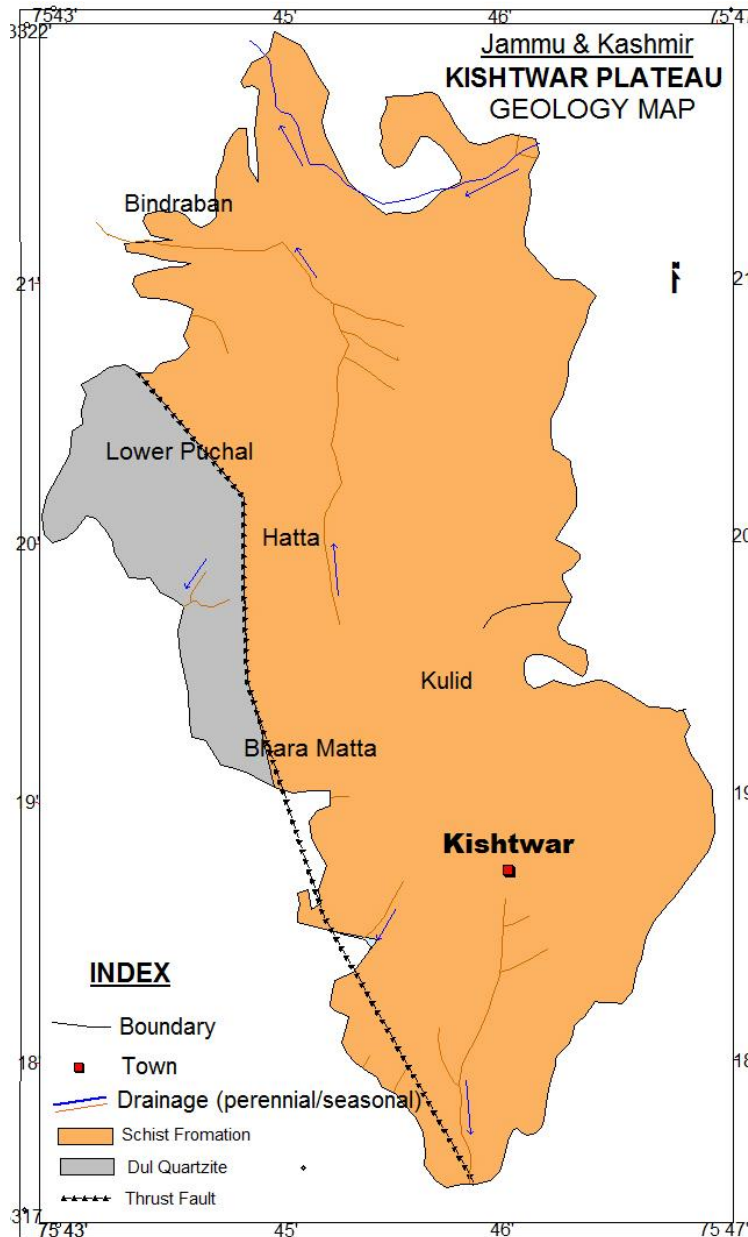 75°43' 45' 46' 75°47'
33°22'
Jammu & Kashmir
KISHTWAR PLATEAU
GEOLOGY MAP
Bindraban
N
21' 21'
Lower Puchal
Hatta
20' 20'
Kulid
Bhara Matta
19' 19'
Kishtwar
INDEX
Boundary
Town
18' 18'
Drainage (perennial/seasonal)
Schist Fromation
Dul Quartzite
Thrust Fault
75°43' 45' 46' 75°47'